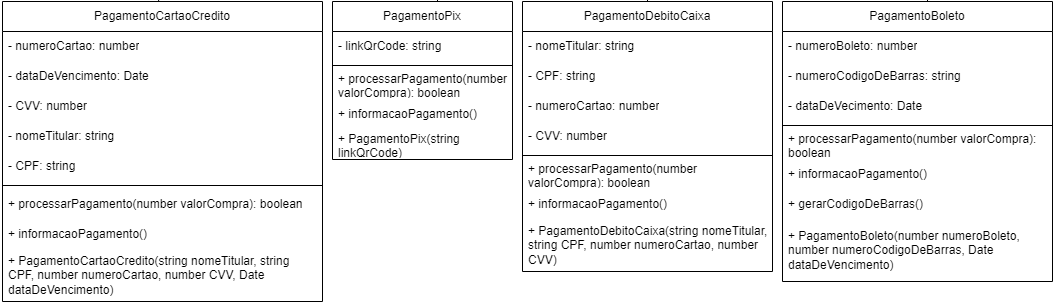 PagamentoCartaoCredito
- numeroCartao: number
- dataDeVencimento: Date
- CVV: number
- nomeTitular: string
- CPF: string
+ processarPagamento(number valorCompra): boolean
+ informacaoPagamento()
+ PagamentoCartaoCredito(string nomeTitular, string
CPF, number numeroCartao, number CVV, Date
dataDeVencimento)
PagamentoPix
- linkQrCode: string
+ processarPagamento(number
valorCompra): boolean
+ informacaoPagamento()
+ PagamentoPix(string
linkQrCode)
PagamentoDebitoCaixa
- nomeTitular: string
- CPF: string
- numeroCartao: number
- CVV: number
+ processarPagamento(number
valorCompra): boolean
+ informacaoPagamento()
+ PagamentoDebitoCaixa(string nomeTitular,
string CPF, number numeroCartao, number
CVV)
PagamentoBoleto
- numeroBoleto: number
- numeroCodigoDeBarras: string
- dataDeVecimento: Date
+ processarPagamento(number valorCompra):
boolean
+ informacaoPagamento()
+ gerarCodigoDeBarras()
+ PagamentoBoleto(number numeroBoleto,
number numeroCodigoDeBarras, Date
dataDeVencimento)